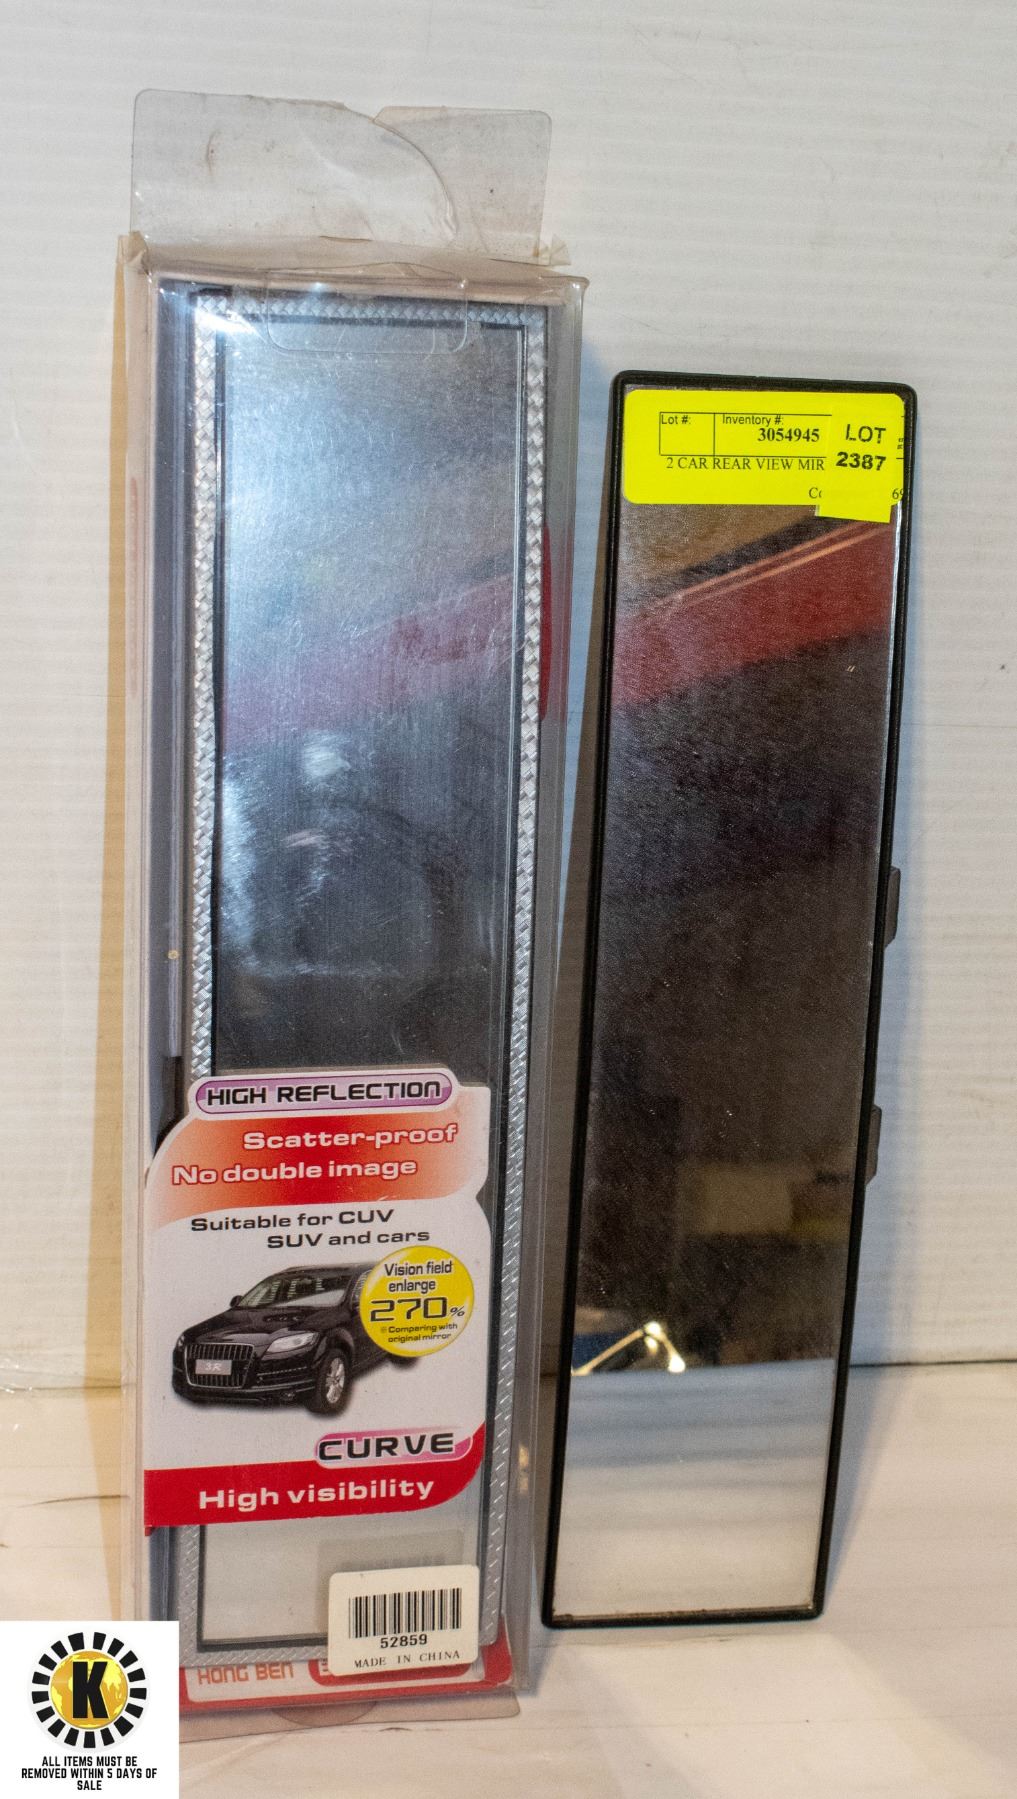 Lot #:
Inventory #:
3054945
LOT
2387
2 CAR REAR VIEW MIR
HIGH REFLECTION
Scatter-proof
No double image
Suitable for CUV
SUV and cars
Vision field
enlarge
270%
※Comparing with
original mirror
3R
CURVE
High visibility
52859
MADE IN CHINA
HONG BEN
K
ALL ITEMS MUST BE
REMOVED WITHIN 5 DAYS OF
SALE